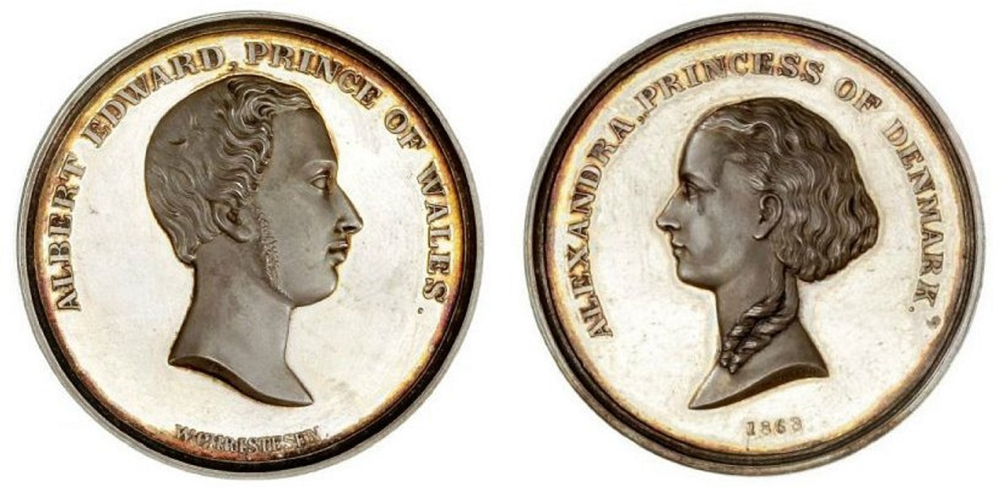 ALBERT EDWARD, PRINCE OF WALES.
W. CHRISTESEN.
ALEXANDRA, PRINCESS OF DENMARK.
1863